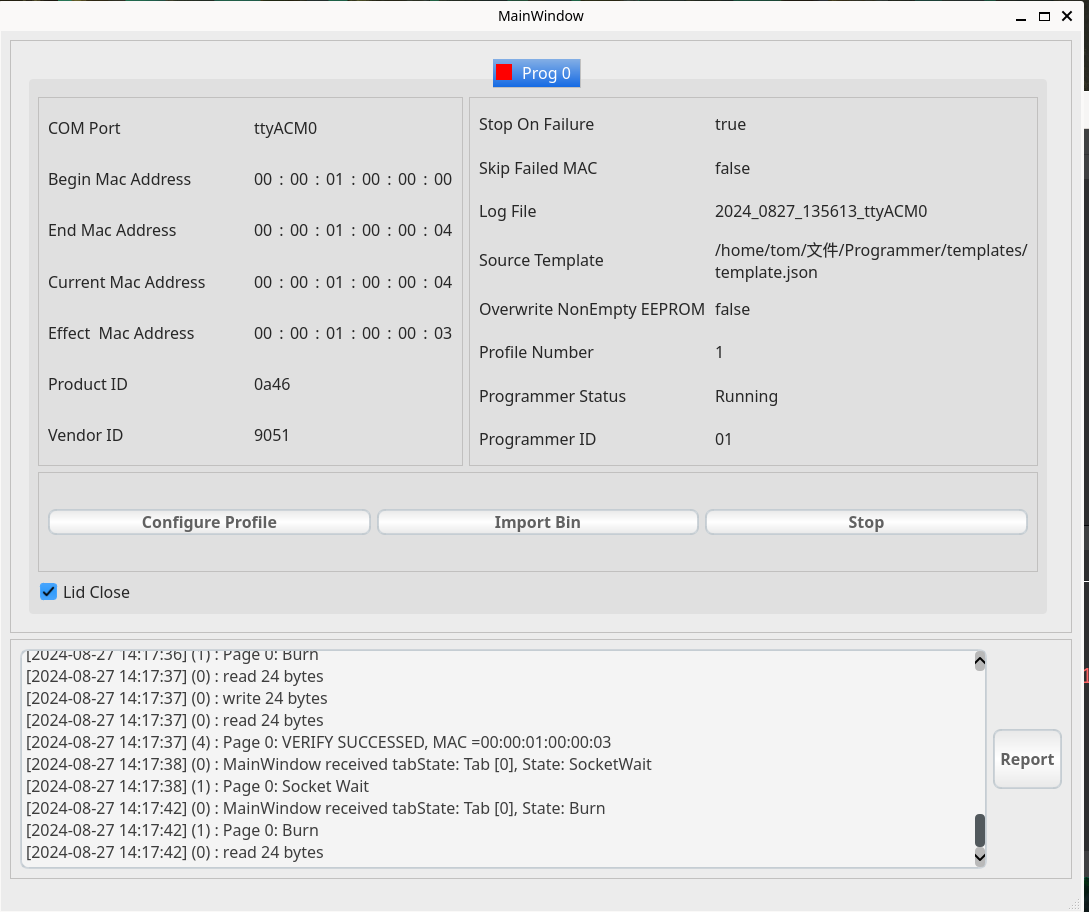 MainWindow
Prog 0
COM Port ttyACM0
Begin Mac Address 00 : 00 : 01 : 00 : 00 : 00
End Mac Address 00 : 00 : 01 : 00 : 00 : 04
Current Mac Address 00 : 00 : 01 : 00 : 00 : 04
Effect  Mac Address 00 : 00 : 01 : 00 : 00 : 03
Product ID 0a46
Vendor ID 9051
Stop On Failure true
Skip Failed MAC false
Log File 2024_0827_135613_ttyACM0
Source Template /home/tom/文件/Programmer/templates/
template.json
Overwrite NonEmpty EEPROM false
Profile Number 1
Programmer Status Running
Programmer ID 01
Configure Profile Import Bin Stop
Lid Close
[2024-08-27 14:17:36] (1) : Page 0: Burn
[2024-08-27 14:17:37] (0) : read 24 bytes
[2024-08-27 14:17:37] (0) : write 24 bytes
[2024-08-27 14:17:37] (0) : read 24 bytes
[2024-08-27 14:17:37] (4) : Page 0: VERIFY SUCCESSED, MAC =00:00:01:00:00:03
[2024-08-27 14:17:38] (0) : MainWindow received tabState: Tab [0], State: SocketWait
[2024-08-27 14:17:38] (1) : Page 0: Socket Wait
[2024-08-27 14:17:42] (0) : MainWindow received tabState: Tab [0], State: Burn
[2024-08-27 14:17:42] (1) : Page 0: Burn
[2024-08-27 14:17:42] (0) : read 24 bytes
Report